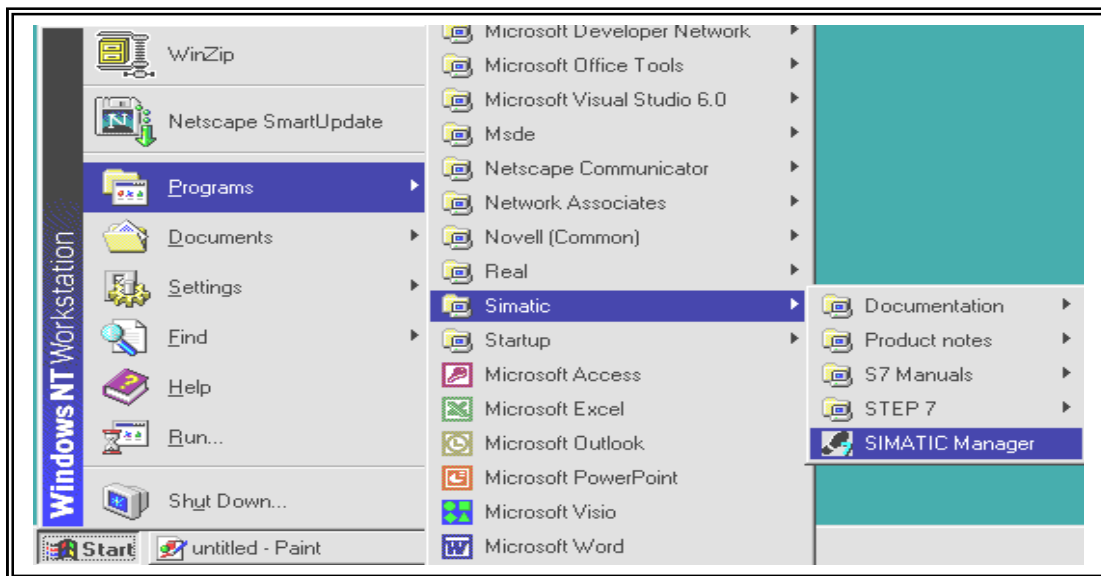 WinZip
Netscape SmartUpdate
Programs
Documents
Settings
Find
Help
Run...
Shut Down...
Windows NT Workstation
Start
untitled - Paint
Microsoft Developer Network
Microsoft Office Tools
Microsoft Visual Studio 6.0
Msde
Netscape Communicator
Network Associates
Novell (Common)
Real
Simatic
Startup
Microsoft Access
Microsoft Excel
Microsoft Outlook
Microsoft PowerPoint
Microsoft Visio
Microsoft Word
Documentation
Product notes
S7 Manuals
STEP 7
SIMATIC Manager